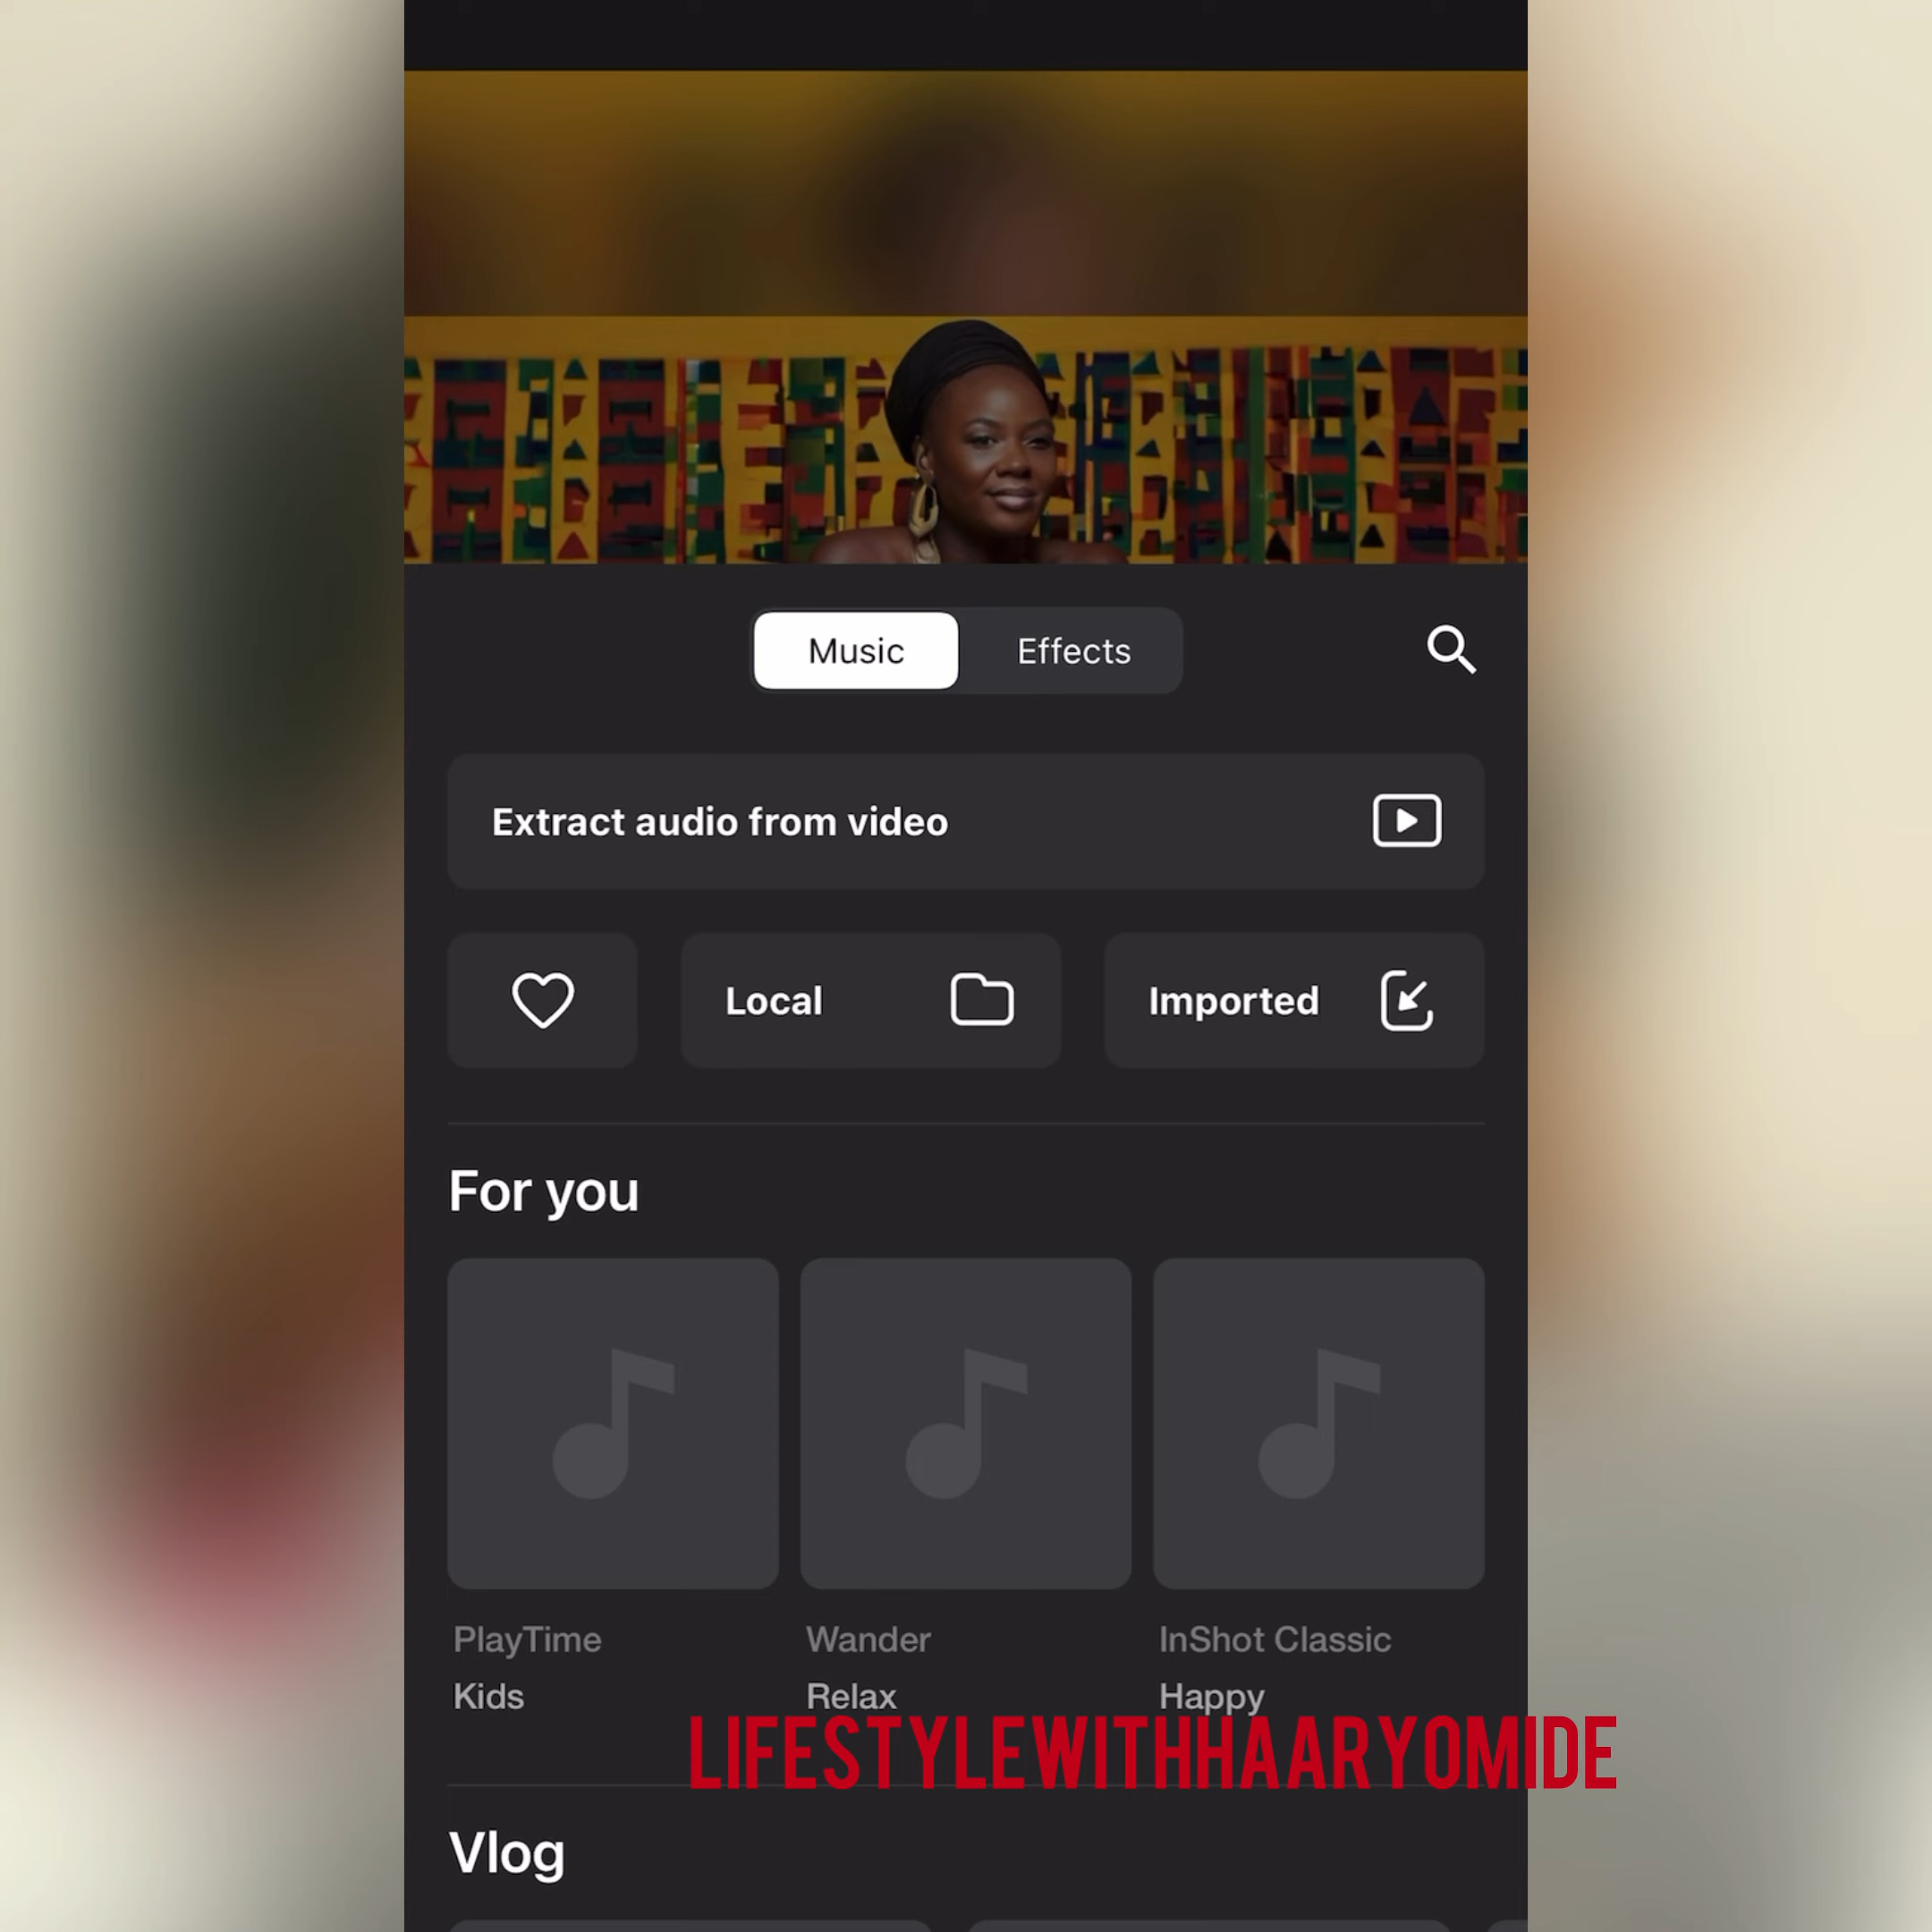 Music Effects
Extract audio from video
Local Imported
For you
PlayTime Wander InShot Classic
Kids Relax Happy
LIFESTYLEWITHHAARYOMIDE
Vlog